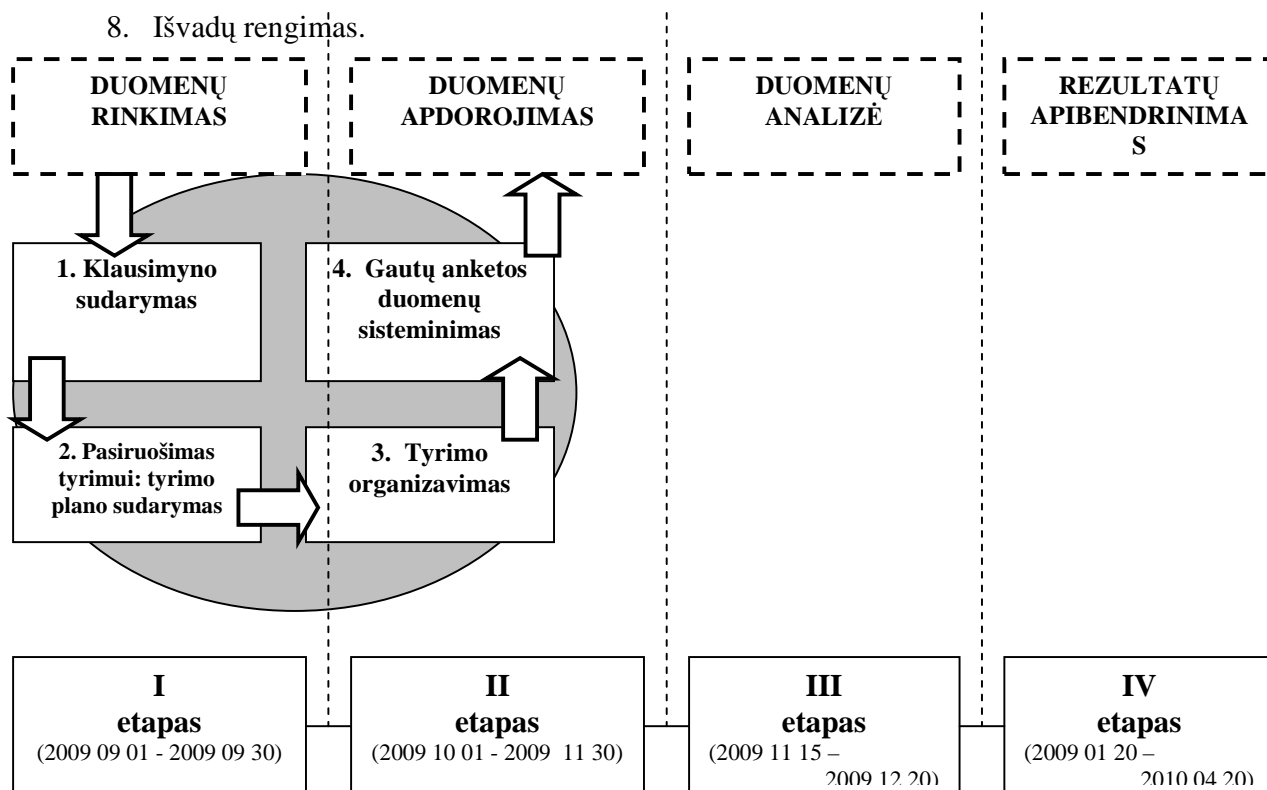 8. Išvadų rengimas.
DUOMENŲ
RINKIMAS
DUOMENŲ
APDOROJIMAS
DUOMENŲ
ANALIZĖ
REZULTATŲ
APIBENDRINIMA
S
1. Klausimyno
sudarymas
4. Gautų anketos
duomenų
sisteminimas
2. Pasiruošimas
tyrimui: tyrimo
plano sudarymas
3. Tyrimo
organizavimas
I
etapas
(2009 09 01 - 2009 09 30)
II
etapas
(2009 10 01 - 2009 11 30)
III
etapas
(2009 11 15 –
2009 12 20)
IV
etapas
(2009 01 20 –
2010 04 20)